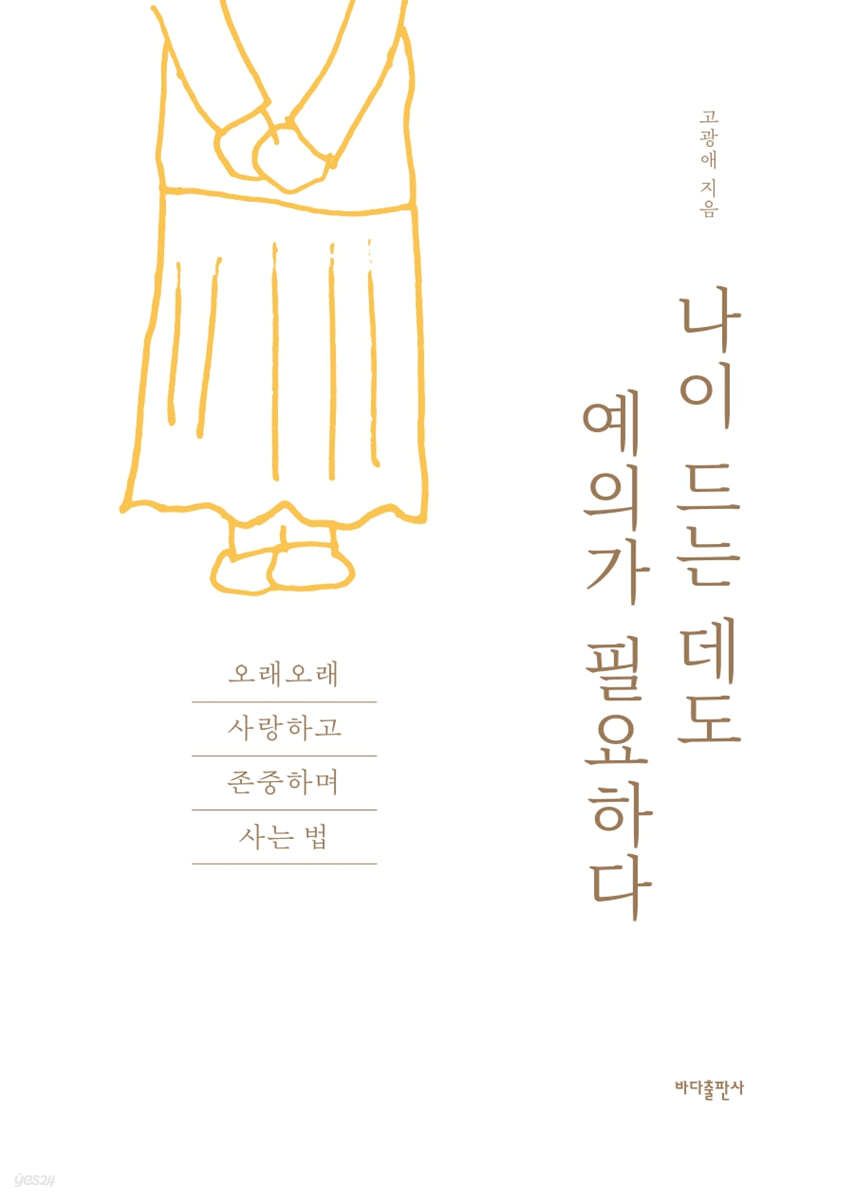 고광애 지음
나이 드는 데도
예의가 필요하다
오래오래
사랑하고
존중하며
사는 법
바다출판사
yes24